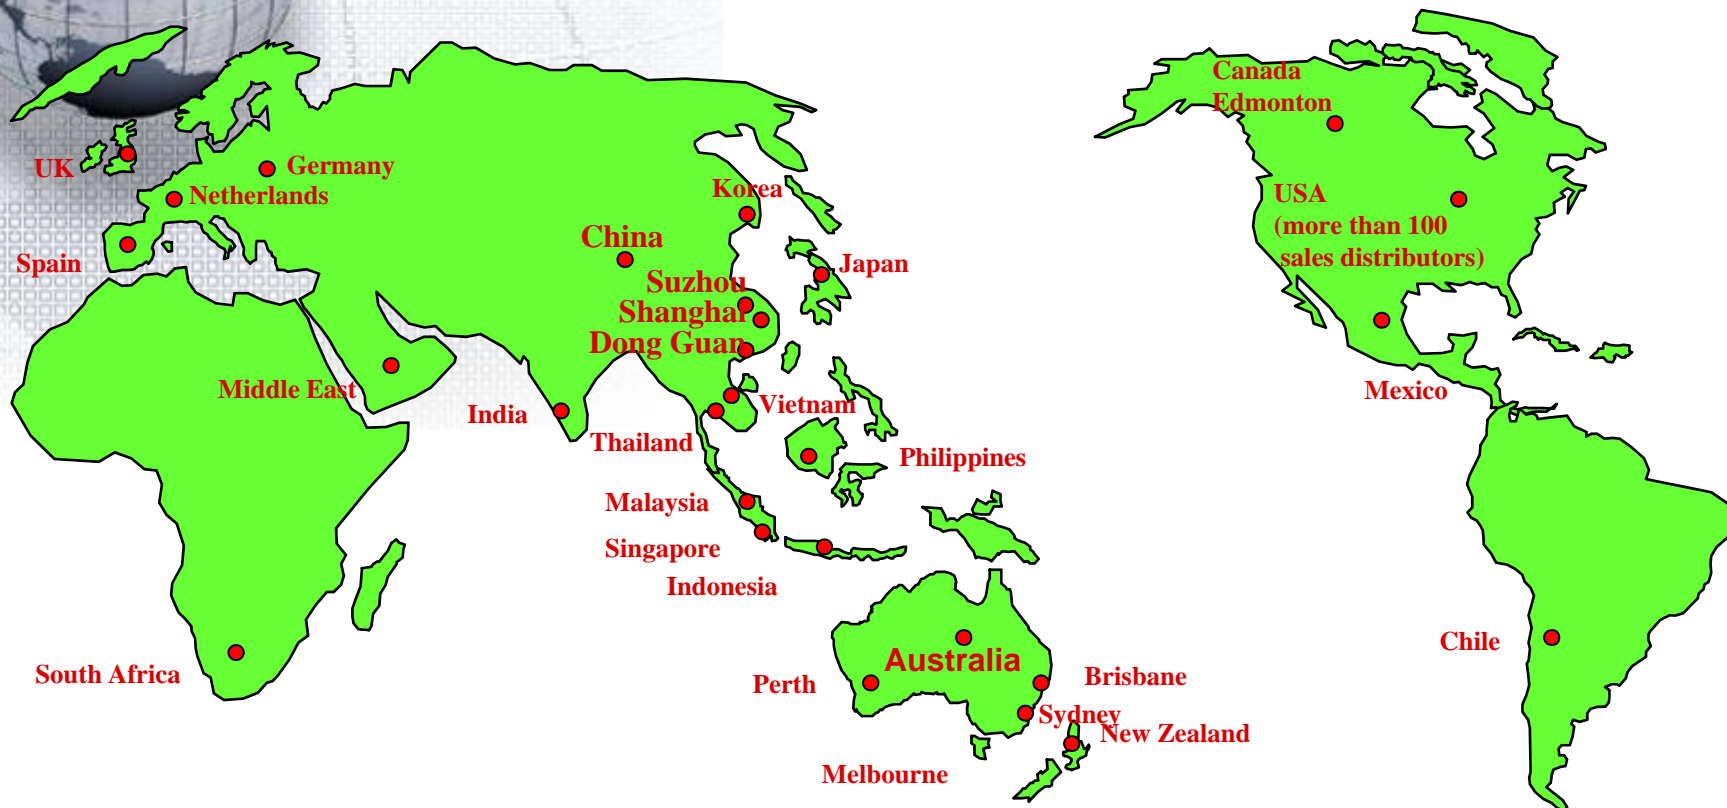 Canada
Edmonton
UK
Germany
Netherlands
Korea
USA
(more than 100
sales distributors)
China
Spain
Japan
Suzhou
Shanghai
Dong Guan
Middle East
Mexico
India
Vietnam
Thailand
Philippines
Malaysia
Singapore
Indonesia
Chile
Australia
South Africa
Perth
Brisbane
Sydney
New Zealand
Melbourne